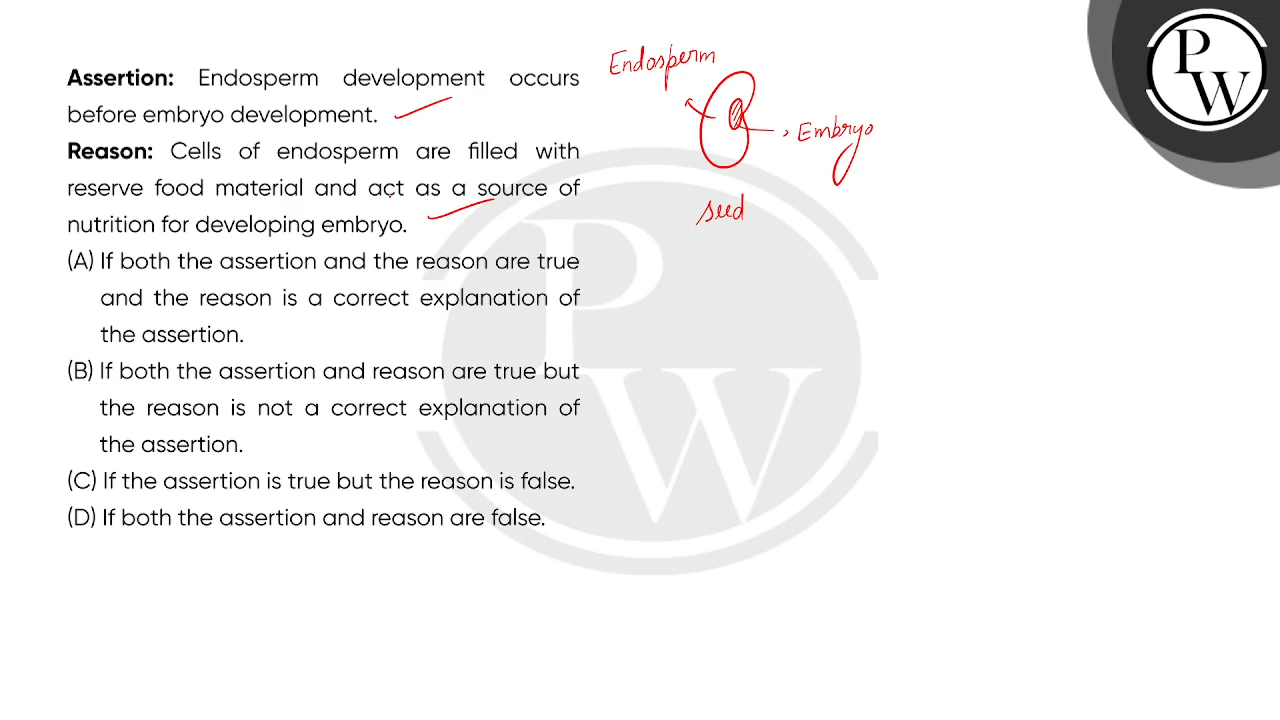 Assertion: Endosperm development occurs
before embryo development.
Reason: Cells of endosperm are filled with
reserve food material and act as a source of
nutrition for developing embryo.
(A) If both the assertion and the reason are true
and the reason is a correct explanation of
the assertion.
(B) If both the assertion and reason are true but
the reason is not a correct explanation of
the assertion.
(C) If the assertion is true but the reason is false.
(D) If both the assertion and reason are false.
Endosperm
Embryo
seed
P
W
P
W